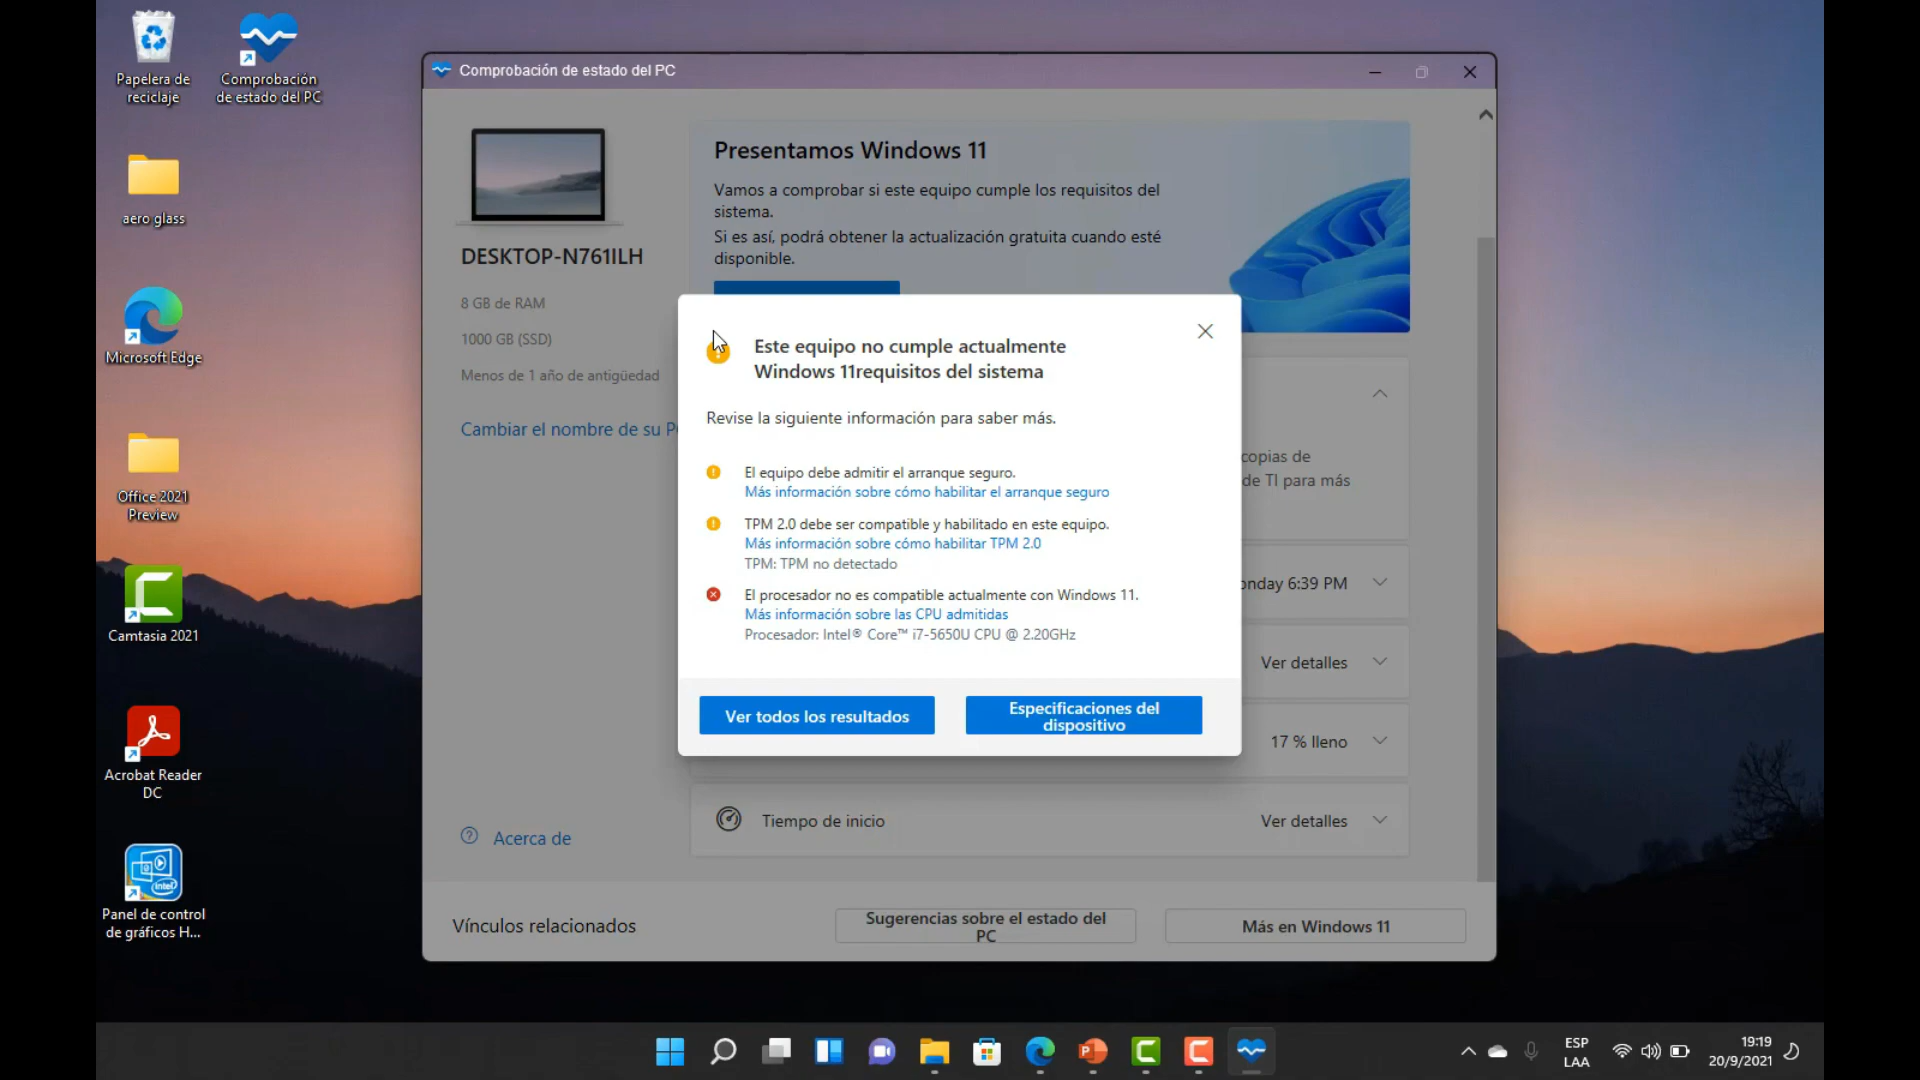 Papelera de
reciclaje
Comprobación
de estado del PC
aero glass
Microsoft Edge
Office 2021
Preview
Camtasia 2021
Acrobat Reader
DC
Panel de control
de gráficos H...
Comprobación de estado del PC
DESKTOP-N761ILH
8 GB de RAM
1000 GB (SSD)
Menos de 1 año de antigüedad
Cambiar el nombre de su
Acerca de
Presentamos Windows 11
Vamos a comprobar si este equipo cumple los requisitos del
sistema.
Si es así, podrá obtener la actualización gratuita cuando esté
disponible.
Este equipo no cumple actualmente
Windows 11requisitos del sistema
Revise la siguiente información para saber más.
El equipo debe admitir el arranque seguro.
Más información sobre cómo habilitar el arranque seguro
TPM 2.0 debe ser compatible y habilitado en este equipo.
Más información sobre cómo habilitar TPM 2.0
TPM: TPM no detectado
El procesador no es compatible actualmente con Windows 11.
Más información sobre las CPU admitidas
Procesador: Intel® Core™ i7-5650U CPU @ 2.20GHz
Ver todos los resultados
Especificaciones del
dispositivo
copias de
de TI para más
onday 6:39 PM
Ver detalles
17 % lleno
Tiempo de inicio
Ver detalles
Vínculos relacionados
Sugerencias sobre el estado del
PC
Más en Windows 11
ESP
LAA
19:19
20/9/2021